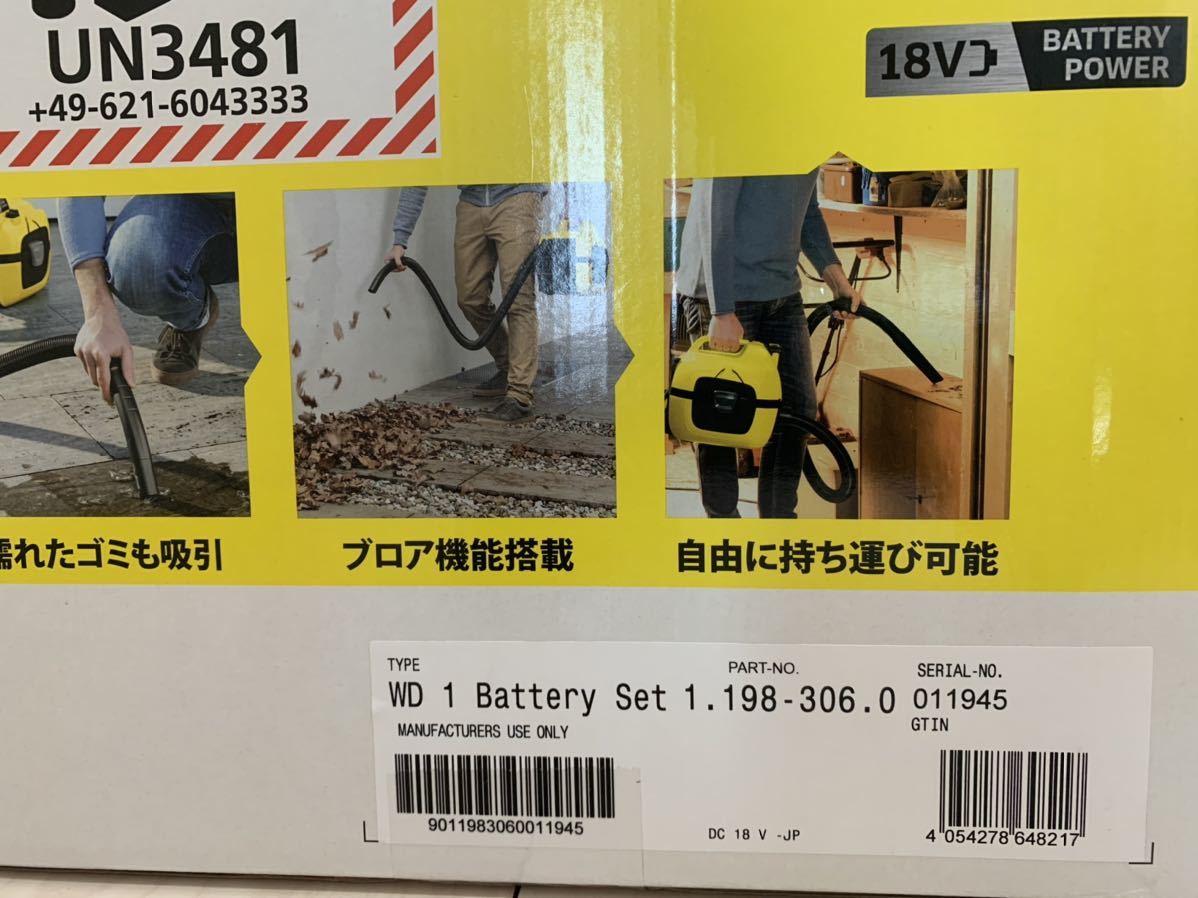 UN3481
+49-621-6043333
18V
BATTERY
POWER
濡れたゴミも吸引
ブロア機能搭載
自由に持ち運び可能
TYPE
WD 1 Battery Set
PART-NO.
1.198-306.0
SERIAL-NO.
011945
MANUFACTURERS USE ONLY
GTIN
9011983060011945
DC 18 V -JP
4 054278 648217